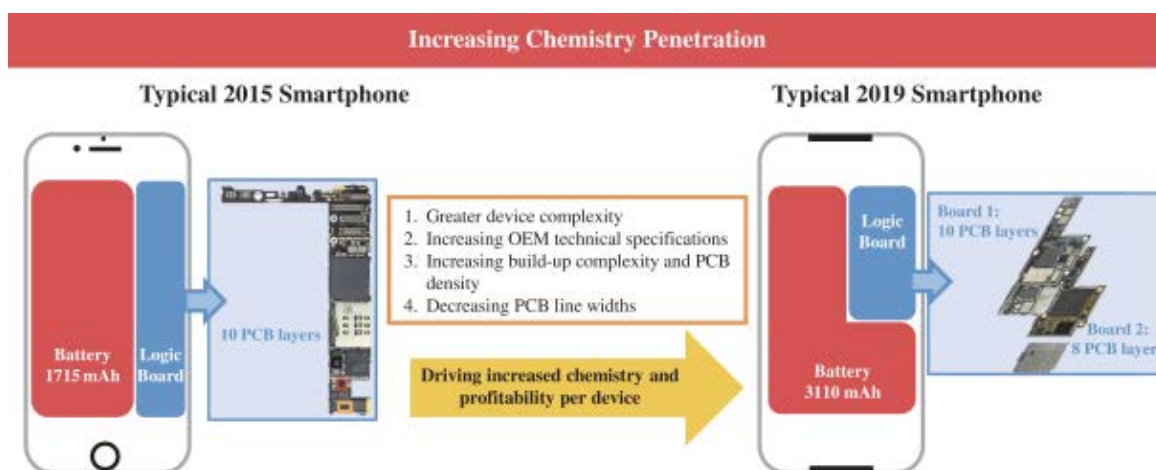 Increasing Chemistry Penetration
Typical 2015 Smartphone
Battery
1715 mAh
Logic
Board
10 PCB layers
1. Greater device complexity
2. Increasing OEM technical specifications
3. Increasing build-up complexity and PCB
density
4. Decreasing PCB line widths
Driving increased chemistry and
profitability per device
Typical 2019 Smartphone
Logic
Board
Battery
3110 mAh
Board 1:
10 PCB layers
Board 2:
8 PCB layer